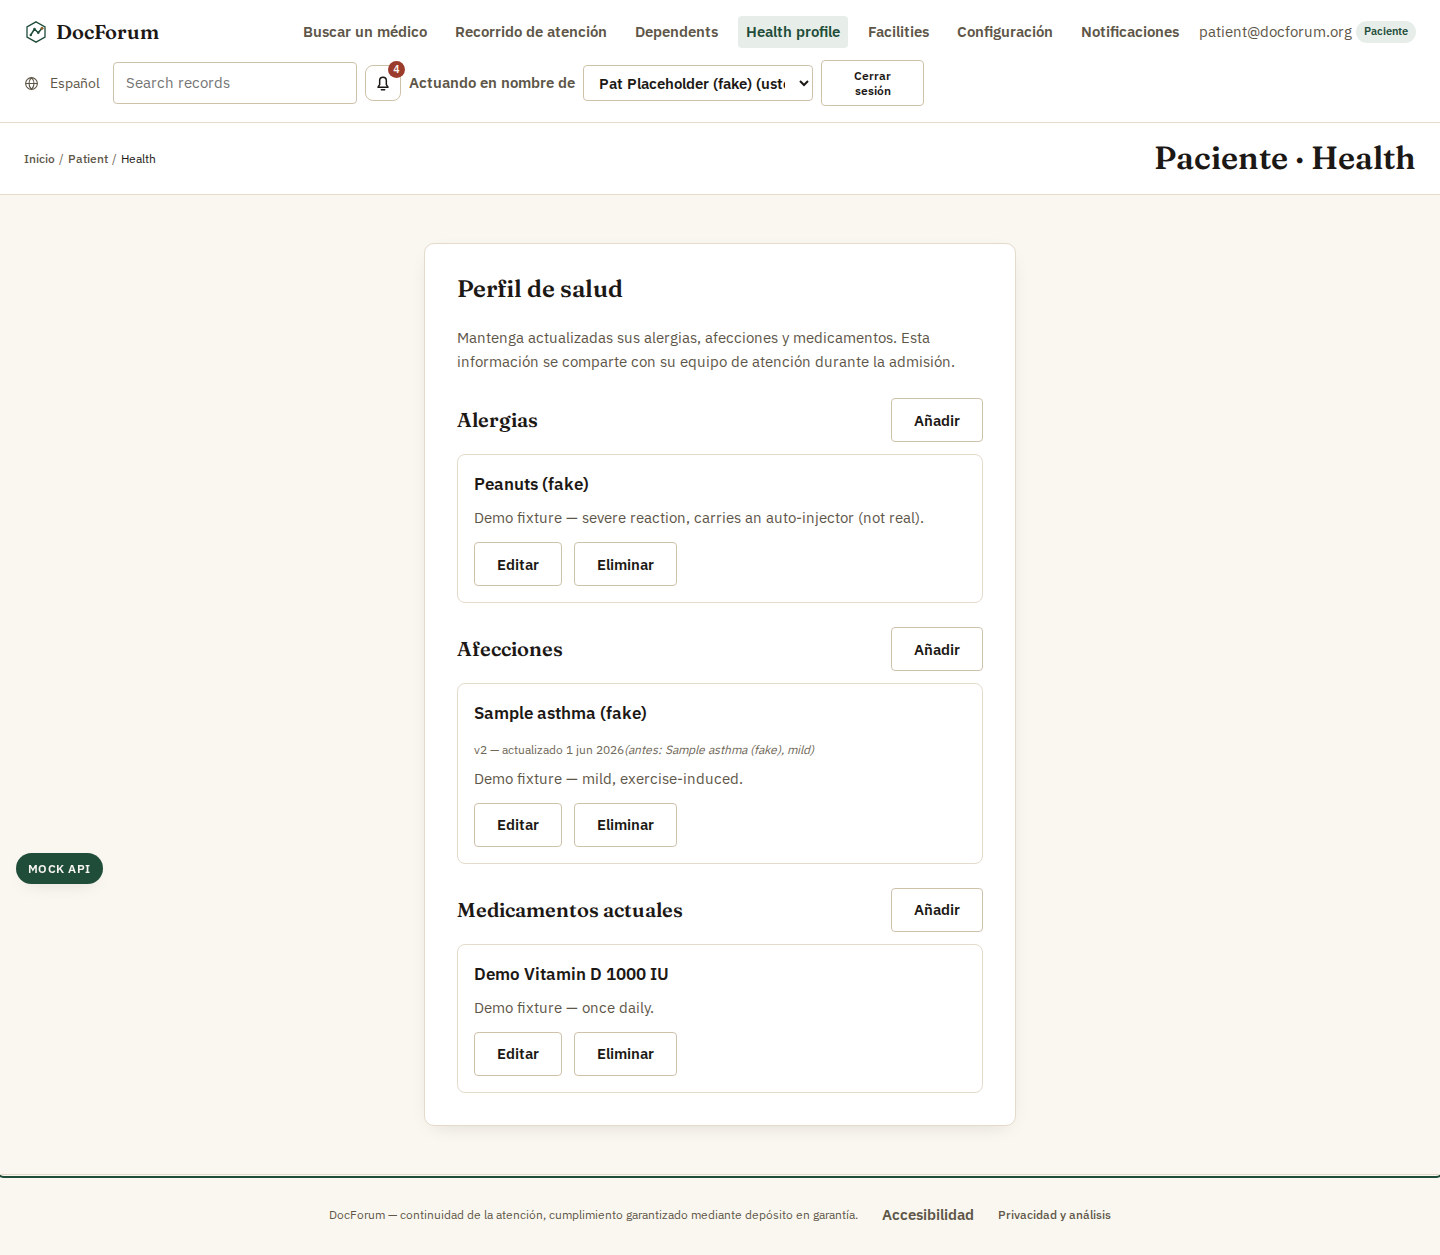 DocForum
Buscar un médico
Recorrido de atención
Dependents
Health profile
Facilities
Configuración
Notificaciones
patient@docforum.org
Paciente
Español
Search records
4
Actuando en nombre de
Pat Placeholder (fake)
Cerrar
sesión
Inicio / Patient / Health
Paciente · Health
Perfil de salud
Mantenga actualizadas sus alergias, afecciones y medicamentos. Esta
información se comparte con su equipo de atención durante la admisión.
Alergias
Añadir
Peanuts (fake)
Demo fixture — severe reaction, carries an auto-injector (not real).
Editar
Eliminar
Afecciones
Añadir
Sample asthma (fake)
v2 — actualizado 1 jun 2026(antes: Sample asthma (fake), mild)
Demo fixture — mild, exercise-induced.
Editar
Eliminar
MOCK API
Medicamentos actuales
Añadir
Demo Vitamin D 1000 IU
Demo fixture — once daily.
Editar
Eliminar
DocForum — continuidad de la atención, cumplimiento garantizado mediante depósito en garantía.
Accesibilidad
Privacidad y análisis